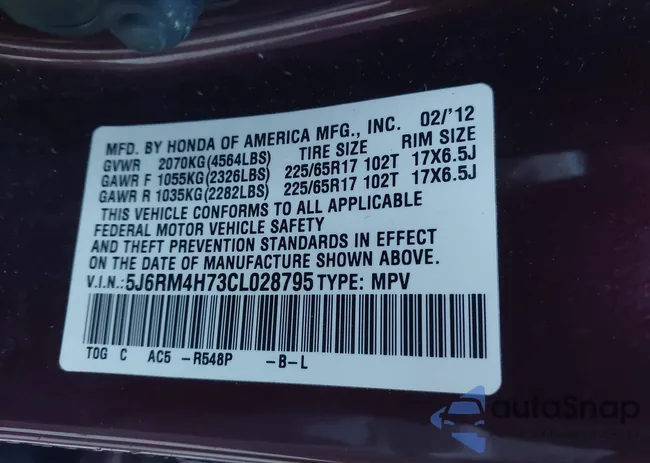 MFD. BY HONDA OF AMERICA MFG., INC. 02/'12
GVWR 2070KG(4564LBS) TIRE SIZE RIM SIZE
GAWR F 1055KG(2326LBS) 225/65R17 102T 17X6.5J
GAWR R 1035KG(2282LBS) 225/65R17 102T 17X6.5J
THIS VEHICLE CONFORMS TO ALL APPLICABLE
FEDERAL MOTOR VEHICLE SAFETY
AND THEFT PREVENTION STANDARDS IN EFFECT
ON THE DATE OF MANUFACTURE SHOWN ABOVE.
V.I.N.:5J6RM4H73CL028795 TYPE: MPV
TOG C AC5 -R548P -B-L
autoSnap